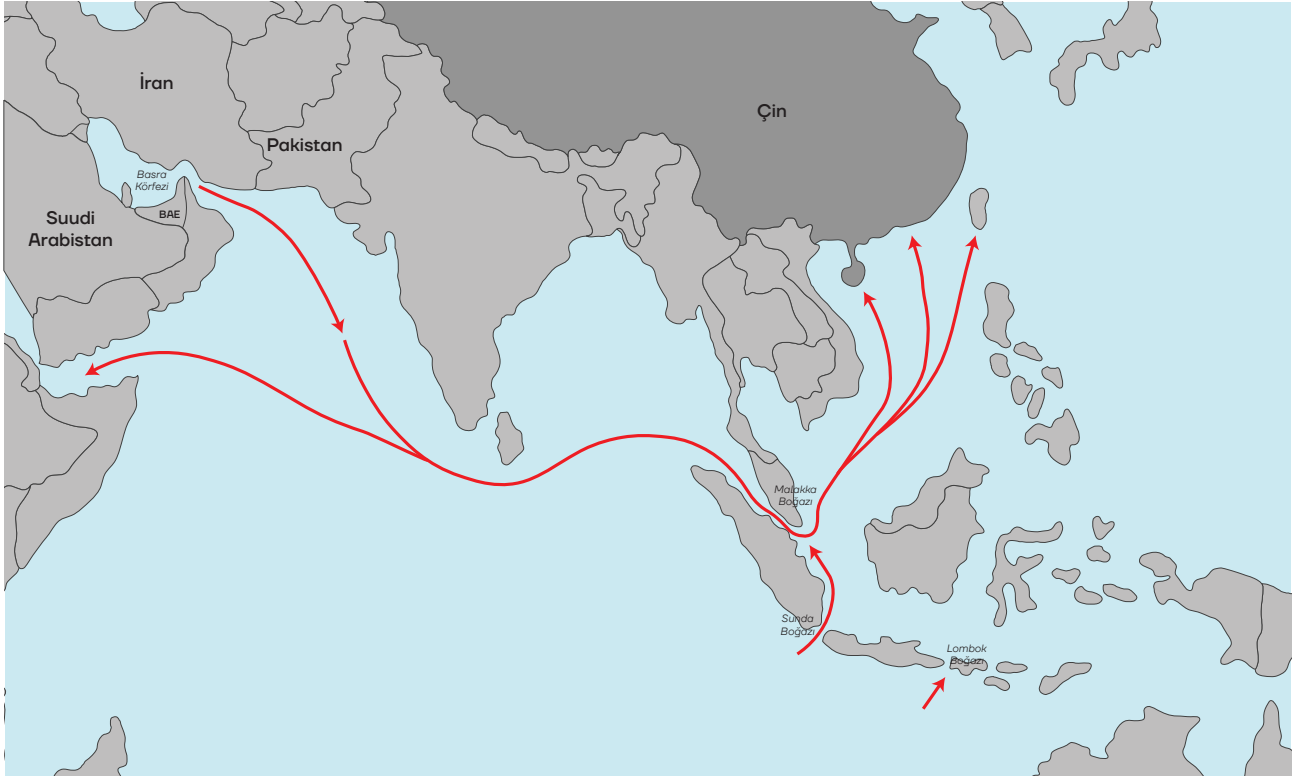 İran
Çin
Pakistan
Basra
Körfezi
BAE
Suudi
Arabistan
Malakka
Boğazı
Sunda
Boğazı
Lombok
Boğazı